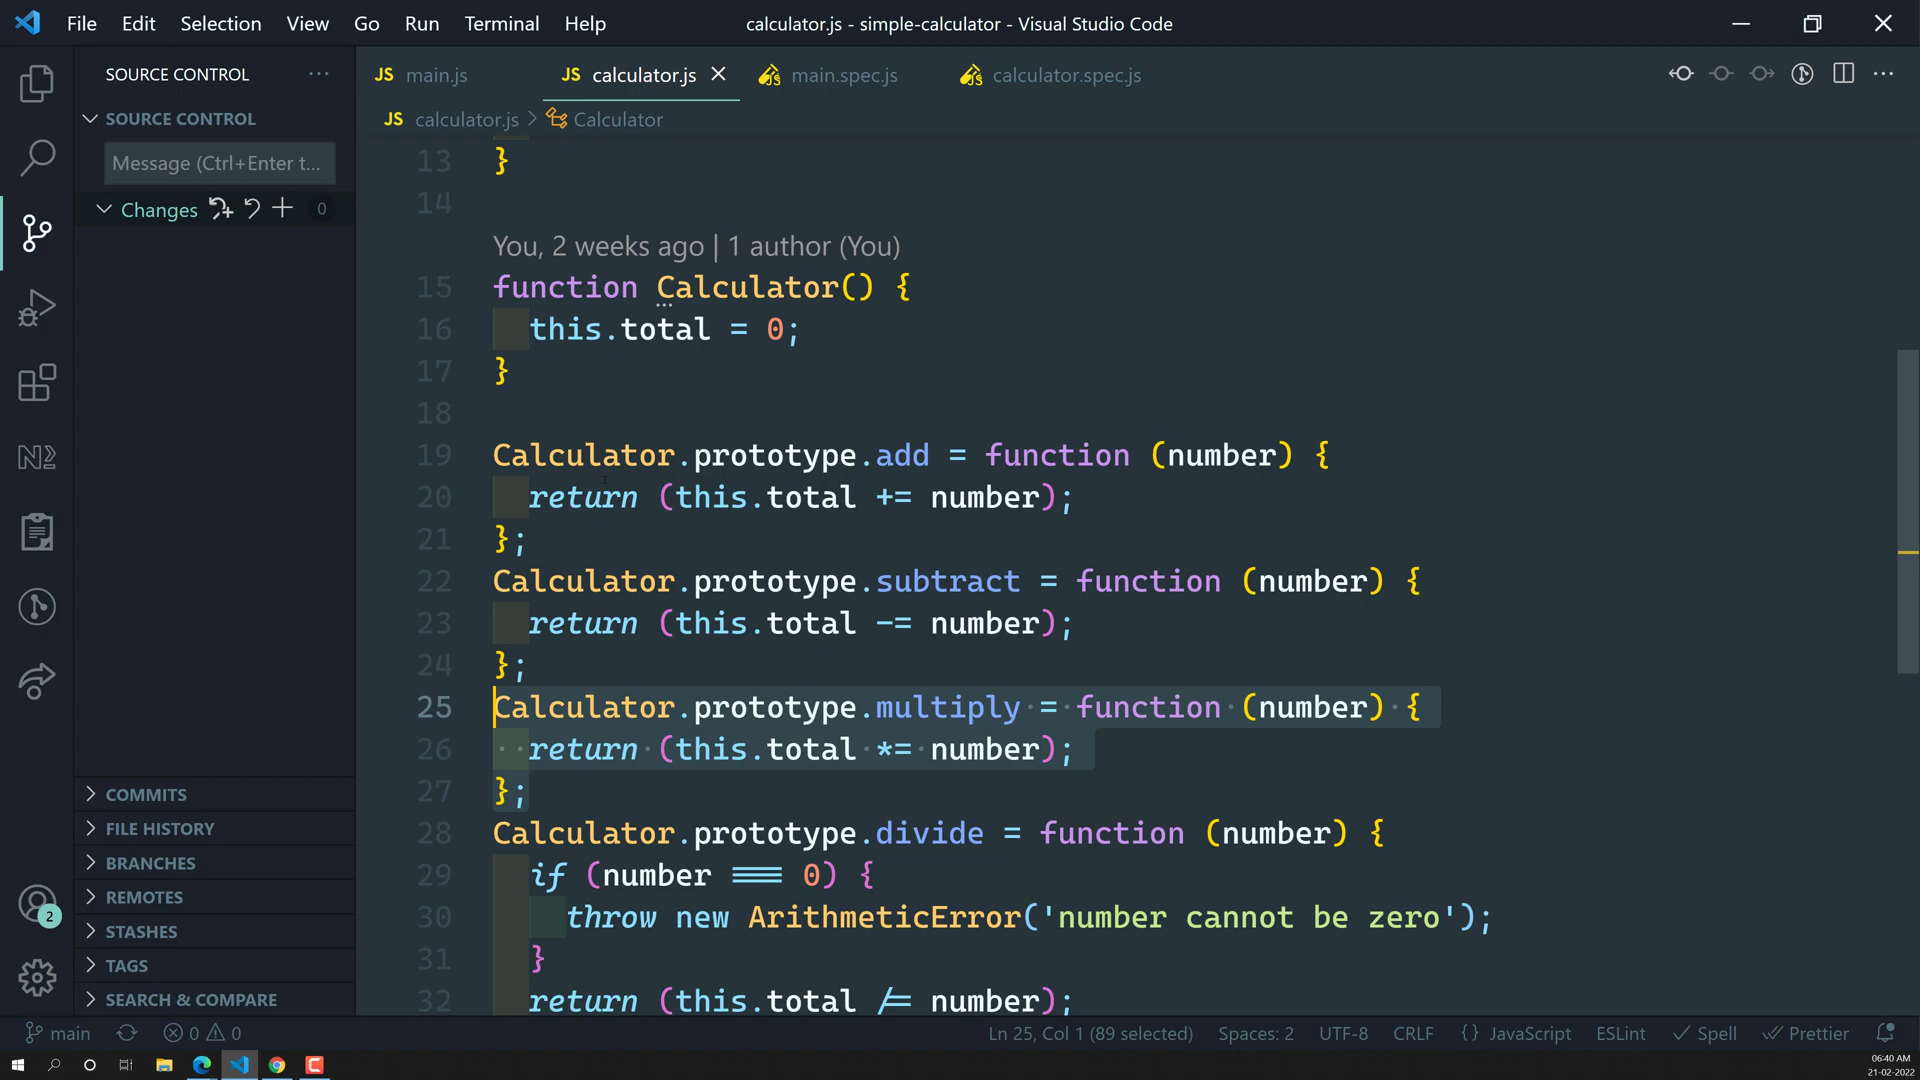 File Edit Selection View Go Run Terminal Help
calculator.js - simple-calculator - Visual Studio Code
SOURCE CONTROL
JS main.js
JS calculator.js
main.spec.js
calculator.spec.js
SOURCE CONTROL
JS calculator.js > Calculator
Message (Ctrl+Enter t...
Changes 0
13 }
14
You, 2 weeks ago | 1 author (You)
15 function Calculator() {
16 this.total = 0;
17 }
18
19 Calculator.prototype.add = function (number) {
20 return (this.total += number);
21 };
22 Calculator.prototype.subtract = function (number) {
23 return (this.total -= number);
24 };
25 Calculator.prototype.multiply = function (number) {
26 return (this.total *= number);
27 };
28 Calculator.prototype.divide = function (number) {
29 if (number === 0) {
30 throw new ArithmeticError('number cannot be zero');
31 }
32 return (this.total /= number);
COMMITS
FILE HISTORY
BRANCHES
REMOTES
STASHES
TAGS
SEARCH & COMPARE
2
main 0 0 Ln 25, Col 1 (89 selected) Spaces: 2 UTF-8 CRLF {} JavaScript ESLint Spell Prettier
06:40 AM
21-02-2022